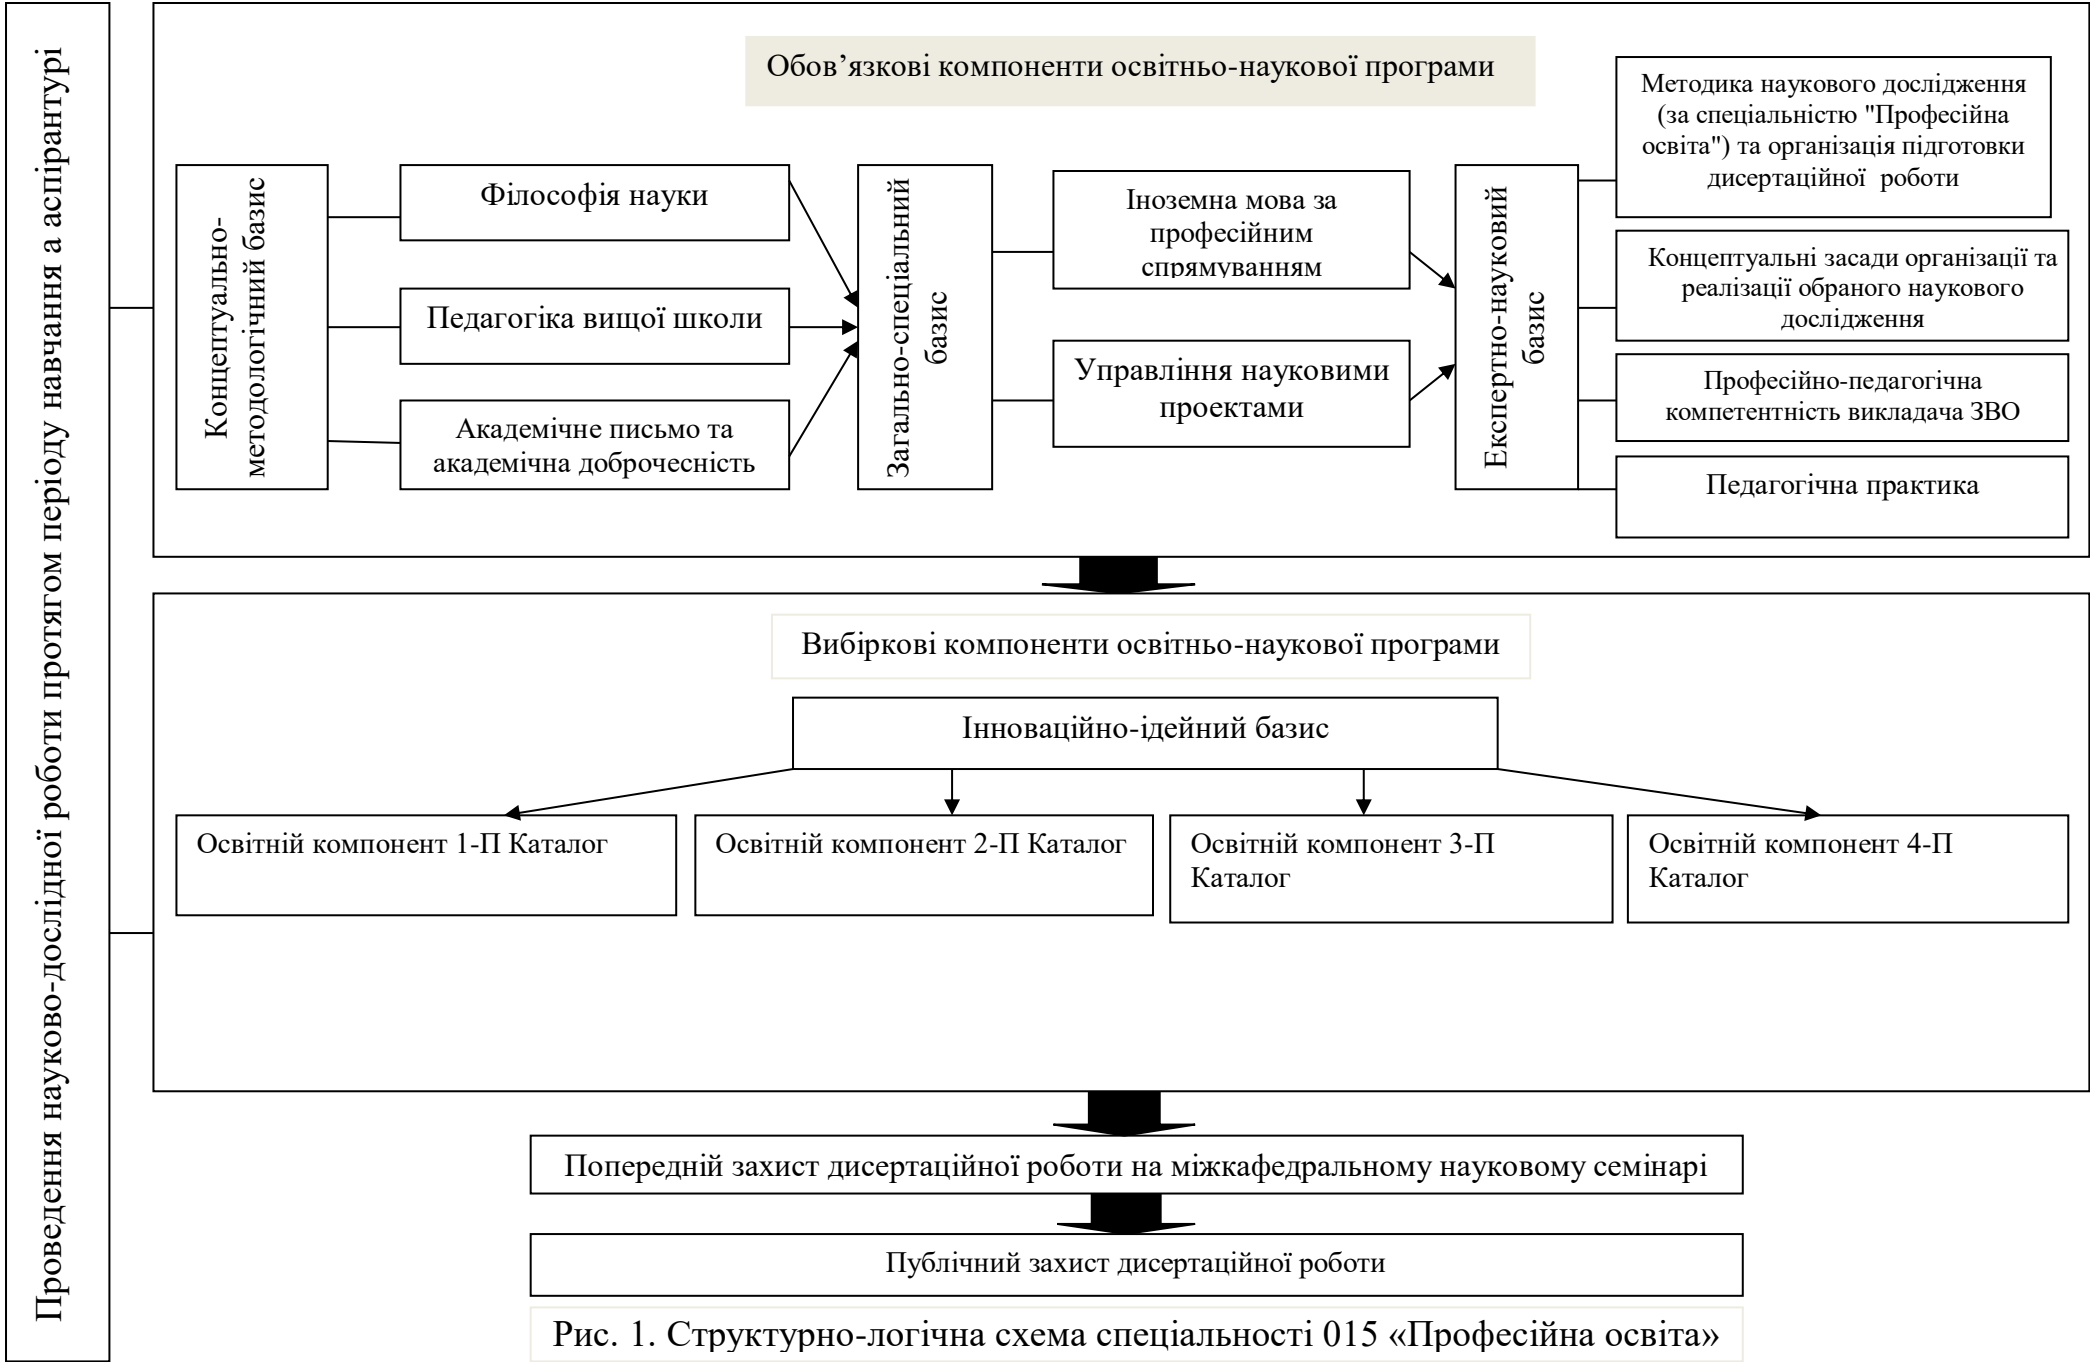 Проведення науково-дослідної роботи протягом періоду навчання а аспірантурі
Обов’язкові компоненти освітньо-наукової програми
Концептуально-
методологічний базис
Філософія науки
Педагогіка вищої школи
Академічне письмо та
академічна доброчесність
Загально-спеціальний
базис
Іноземна мова за
професійним
спрямуванням
Управління науковими
проектами
Експертно-науковий
базис
Методика наукового дослідження
(за спеціальністю "Професійна
освіта") та організація підготовки
дисертаційної роботи
Концептуальні засади організації та
реалізації обраного наукового
дослідження
Професійно-педагогічна
компетентність викладача ЗВО
Педагогічна практика
Вибіркові компоненти освітньо-наукової програми
Інноваційно-ідейний базис
Освітній компонент 1-П Каталог
Освітній компонент 2-П Каталог
Освітній компонент 3-П
Каталог
Освітній компонент 4-П
Каталог
Попередній захист дисертаційної роботи на міжкафедральному науковому семінарі
Публічний захист дисертаційної роботи
Рис. 1. Структурно-логічна схема спеціальності 015 «Професійна освіта»